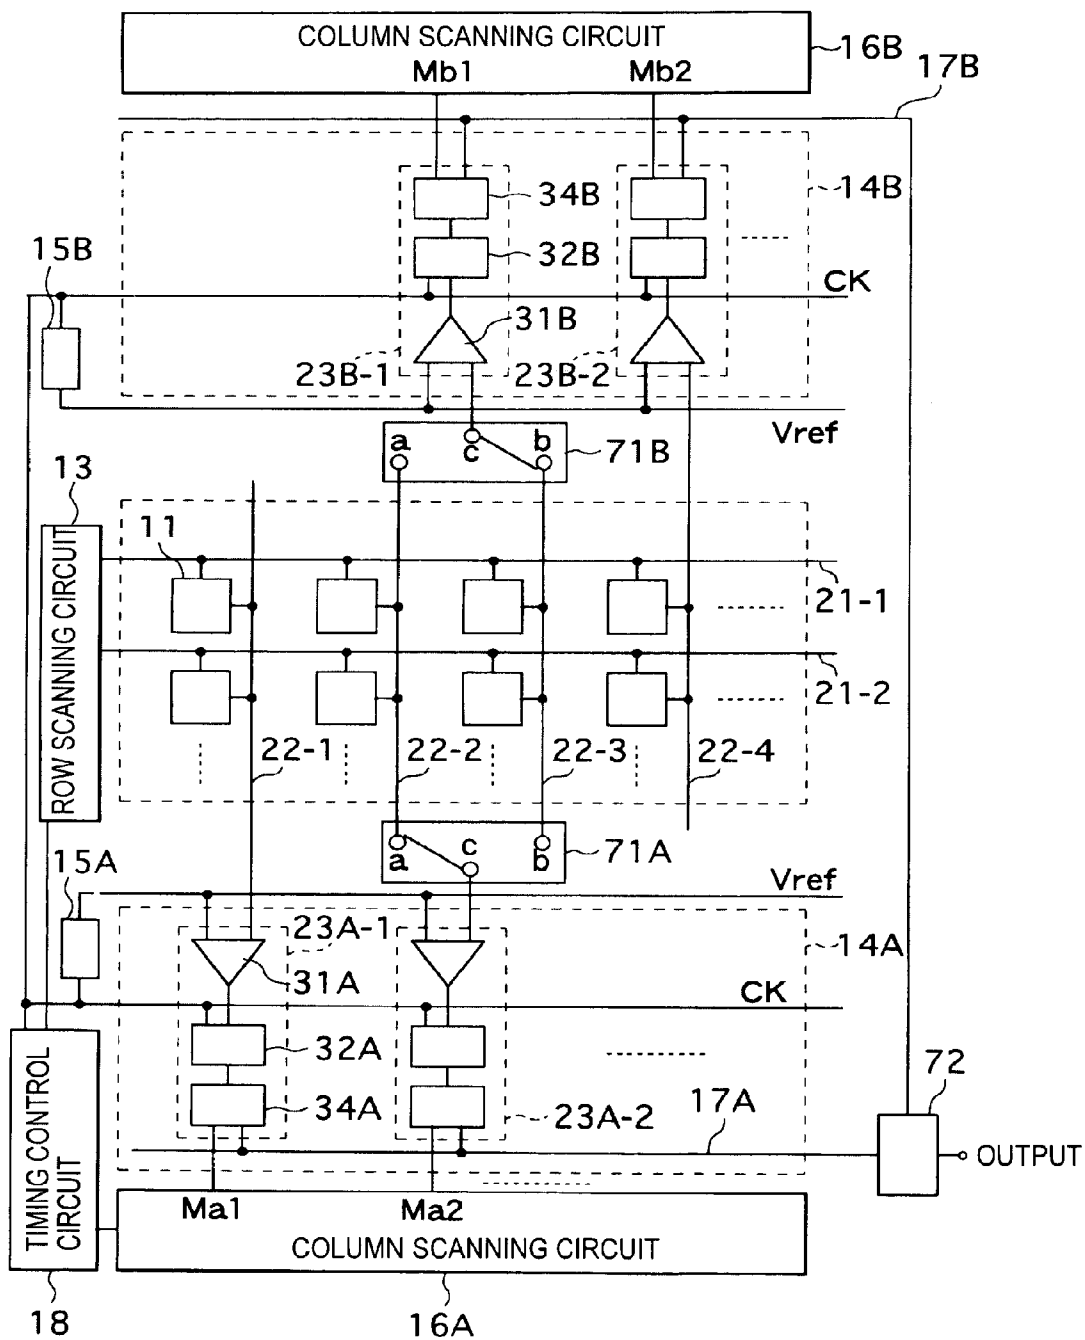 COLUMN SCANNING CIRCUIT
16B
Mb1
Mb2
17B
34B
14B
32B
15B
CK
31B
23B-1
23B-2
Vref
a
c
b
71B
13
11
ROW SCANNING CIRCUIT
21-1
21-2
22-1
22-2
22-3
22-4
a
c
b
71A
15A
Vref
23A-1
14A
31A
CK
32A
72
17A
34A
23A-2
OUTPUT
TIMING CONTROL
CIRCUIT
Ma1
Ma2
COLUMN SCANNING CIRCUIT
18
16A